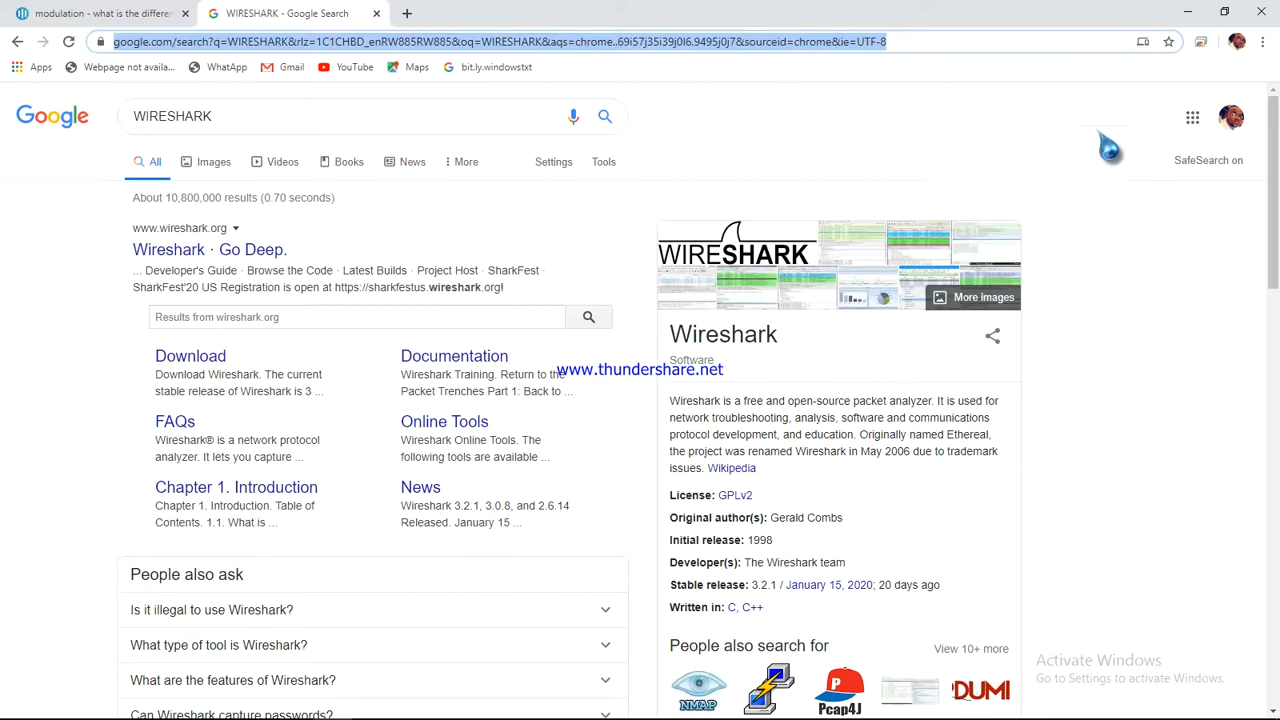 modulation - what is the differen
WIRESHARK - Google Search
google.com/search?q=WIRESHARK&rlz=1C1CHBD_enRW885RW885&oq=WIRESHARK&aqs=chrome..69i57j35i39j0l6.9495j0j7&sourceid=chrome&ie=UTF-8
Apps
Webpage not availa...
WhatsApp
Gmail
YouTube
Maps
bit.ly.windowstxt
Google
WIRESHARK
All
Images
Videos
Books
News
More
Settings
Tools
SafeSearch on
About 10,800,000 results (0.70 seconds)
Wireshark · Go Deep.
Developer's Guide · Browse the Code · Latest Builds · Project Host · SharkFest
Registration is open at https://sharkfestus.wireshark.org!
Results from wireshark.org
Download
Download Wireshark. The current
stable release of Wireshark is 3 ...
Documentation
Wireshark Training. Return to the
Packet Trenches Part 1: Back to ...
FAQs
Wireshark® is a network protocol
analyzer. It lets you capture ...
Online Tools
Wireshark Online Tools. The
following tools are available ...
Chapter 1. Introduction
Chapter 1. Introduction. Table of
Contents. 1.1. What is ...
News
Wireshark 3.2.1, 3.0.8, and 2.6.14
Released. January 15 ...
People also ask
Is it illegal to use Wireshark?
What type of tool is Wireshark?
What are the features of Wireshark?
Can Wireshark capture passwords?
WIRESHARK
More images
Wireshark
Software
www.thundershare.net
Wireshark is a free and open-source packet analyzer. It is used for
network troubleshooting, analysis, software and communications
protocol development, and education. Originally named Ethereal,
the project was renamed Wireshark in May 2006 due to trademark
issues. Wikipedia
License: GPLv2
Original author(s): Gerald Combs
Initial release: 1998
Developer(s): The Wireshark team
Stable release: 3.2.1 / January 15, 2020; 20 days ago
Written in: C, C++
People also search for
View 10+ more
NMAP
Pcap4J
DUMI
Activate Windows
Go to Settings to activate Windows.